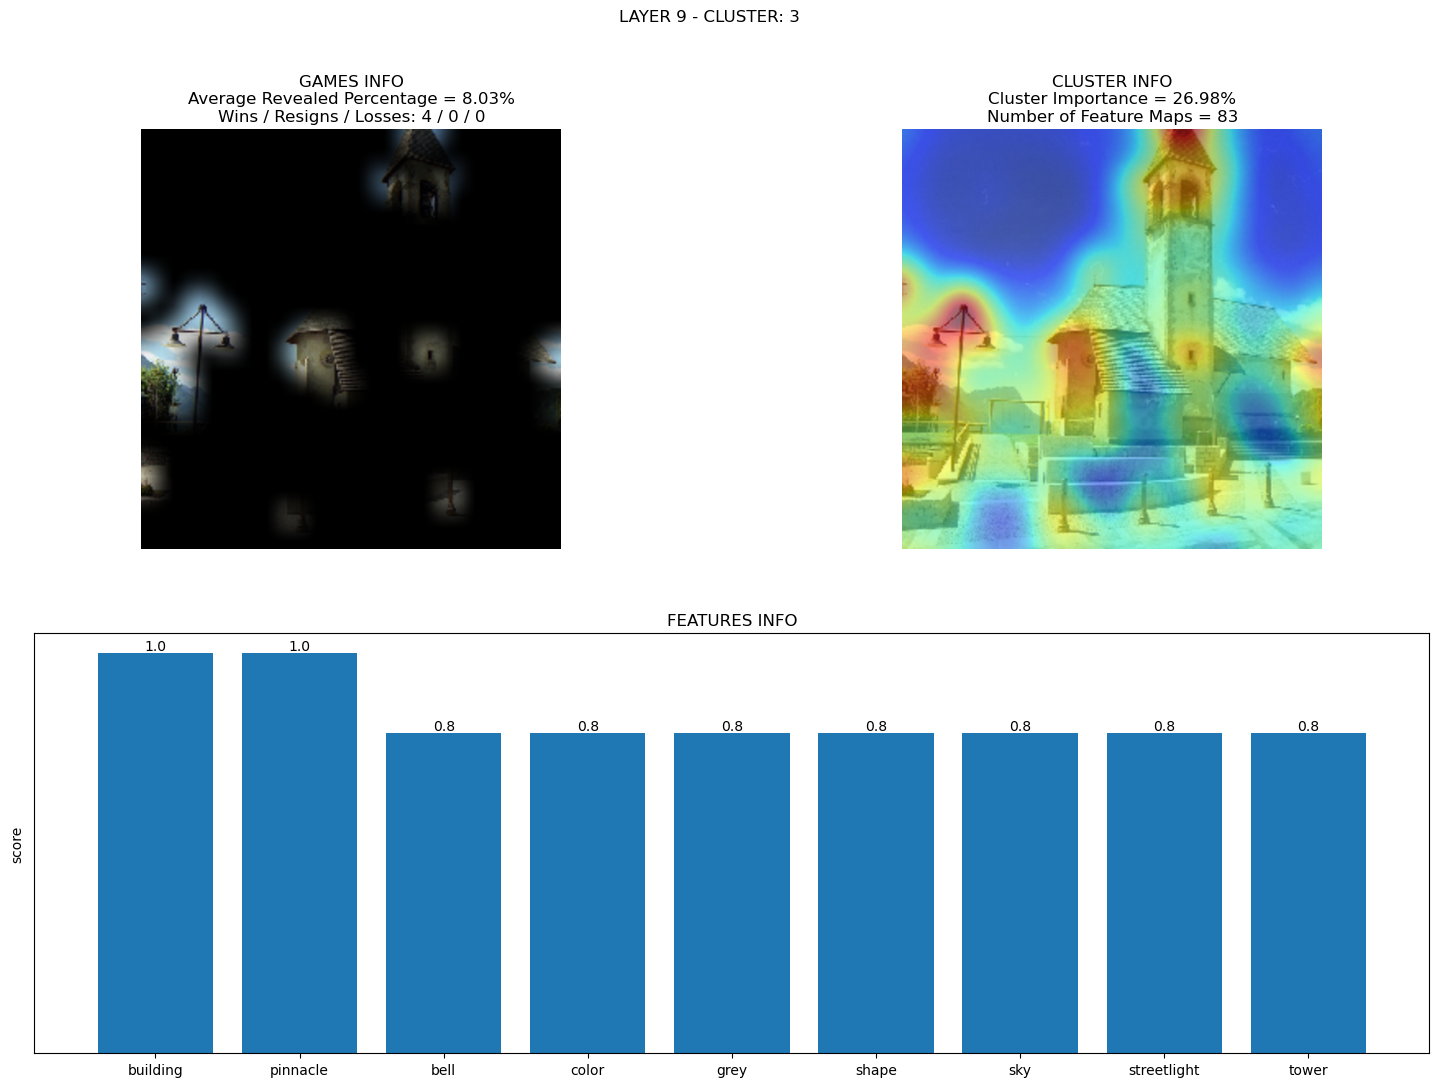 LAYER 9 - CLUSTER: 3
GAMES INFO
Average Revealed Percentage = 8.03%
Wins / Resigns / Losses: 4 / 0 / 0
CLUSTER INFO
Cluster Importance = 26.98%
Number of Feature Maps = 83
FEATURES INFO
score
1.0 1.0 0.8 0.8 0.8 0.8 0.8 0.8 0.8
building pinnacle bell color grey shape sky streetlight tower